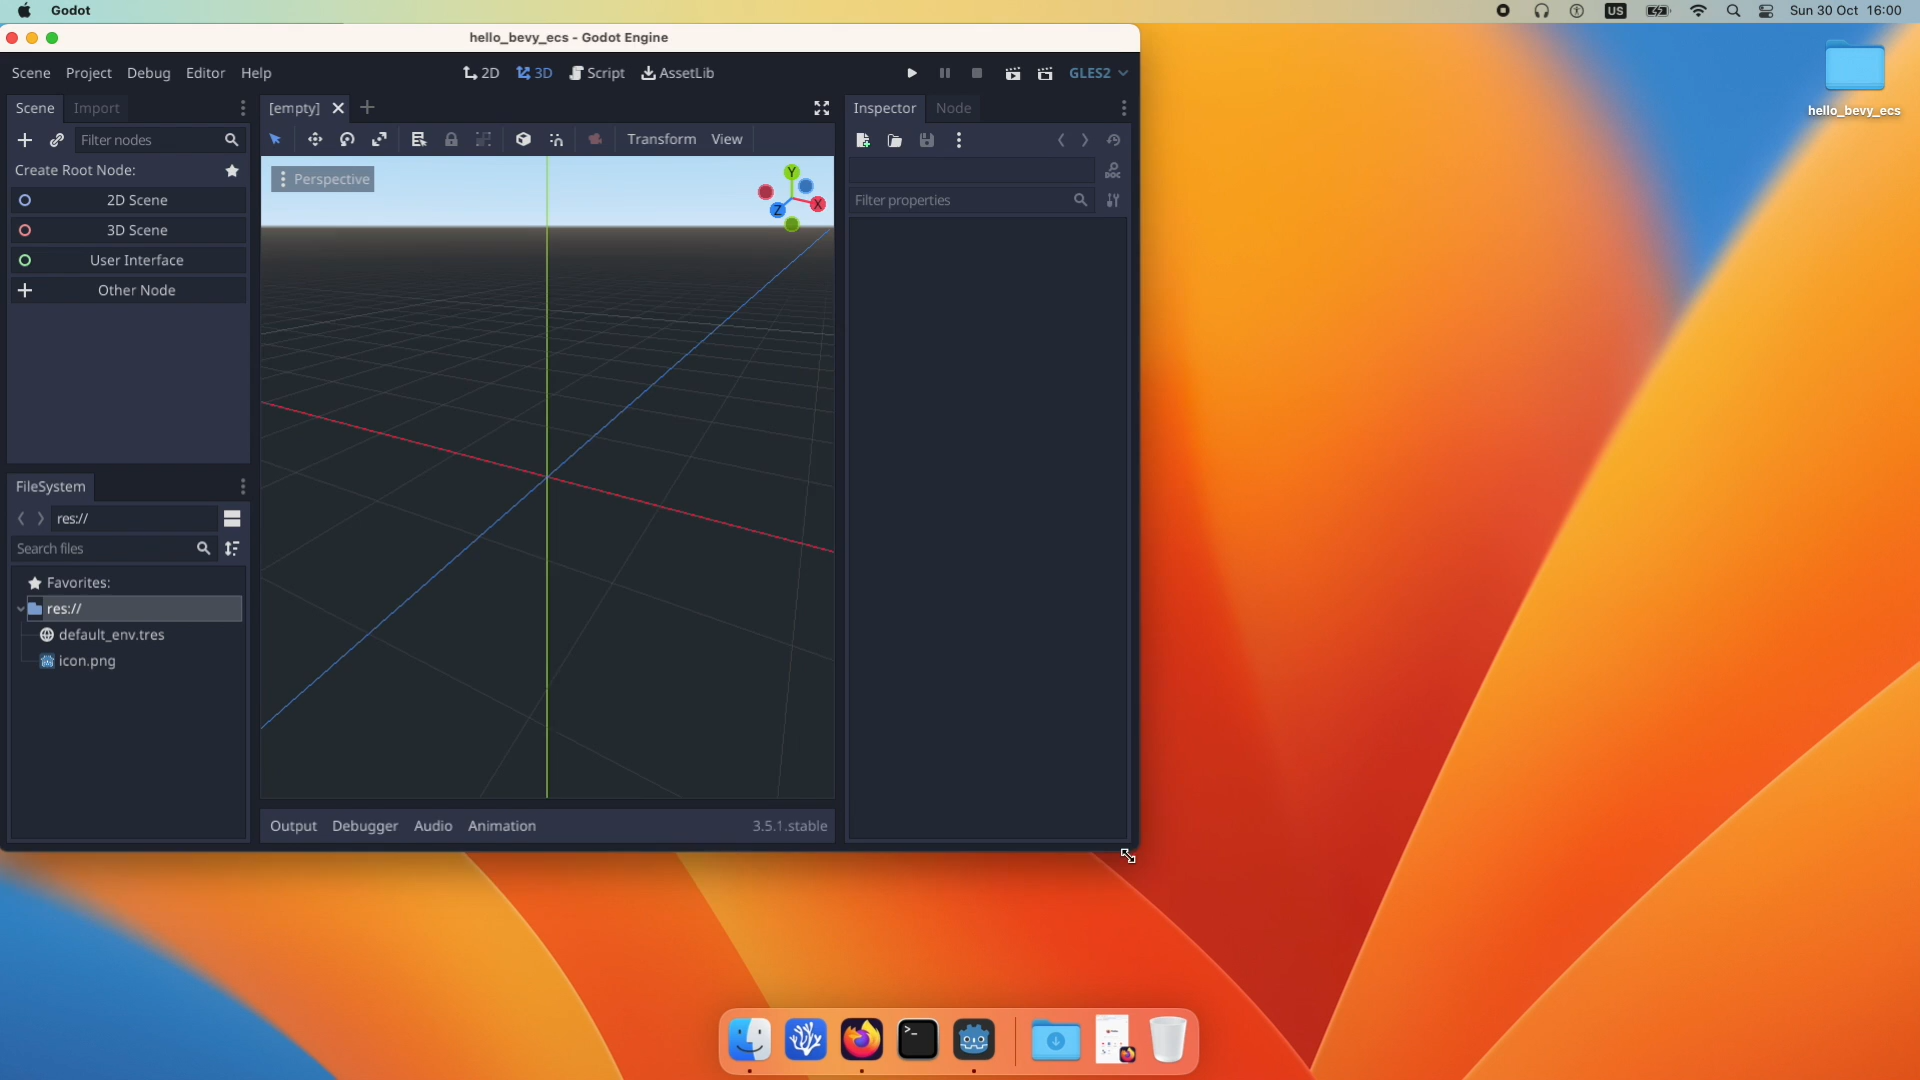 Godot
US
Sun 30 Oct 16:00
hello_bevy_ecs - Godot Engine
hello_bevy_ecs
Scene Project Debug Editor Help
2D 3D Script AssetLib
GLES2
Scene Import
[empty]
Inspector Node
Filter nodes
Transform View
Create Root Node:
Perspective
Y
X
Z
DOC
Filter properties
2D Scene
3D Scene
User Interface
Other Node
FileSystem
res://
Search files
Favorites:
res://
default_env.tres
icon.png
Output Debugger Audio Animation 3.5.1.stable